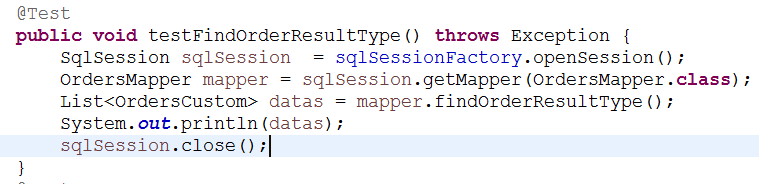 @Test
public void testFindOrderResultType() throws Exception {
    SqlSession sqlSession  = sqlSessionFactory.openSession();
    OrdersMapper mapper = sqlSession.getMapper(OrdersMapper.class);
    List<OrdersCustom> datas = mapper.findOrderResultType();
    System.out.println(datas);
    sqlSession.close();
}